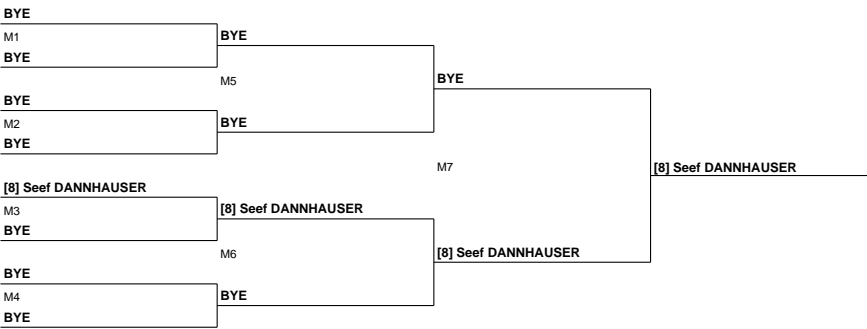 BYE
M1
BYE
BYE
M5
BYE
BYE
M2
BYE
BYE
M7
[8] Seef DANNHAUSER
[8] Seef DANNHAUSER
M3
BYE
[8] Seef DANNHAUSER
M6
[8] Seef DANNHAUSER
BYE
M4
BYE
BYE